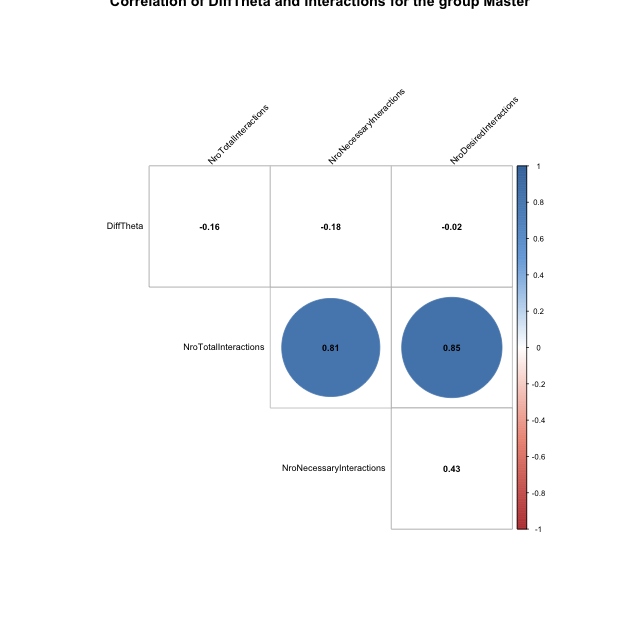 Correlation of DiffTheta and Interactions for the group Master
NroTotalInteractions
NroNecessaryInteractions
NroDesiredInteractions
DiffTheta
-0.16
-0.18
-0.02
NroTotalInteractions
0.81
0.85
NroNecessaryInteractions
0.43
1
0.8
0.6
0.4
0.2
0
-0.2
-0.4
-0.6
-0.8
-1